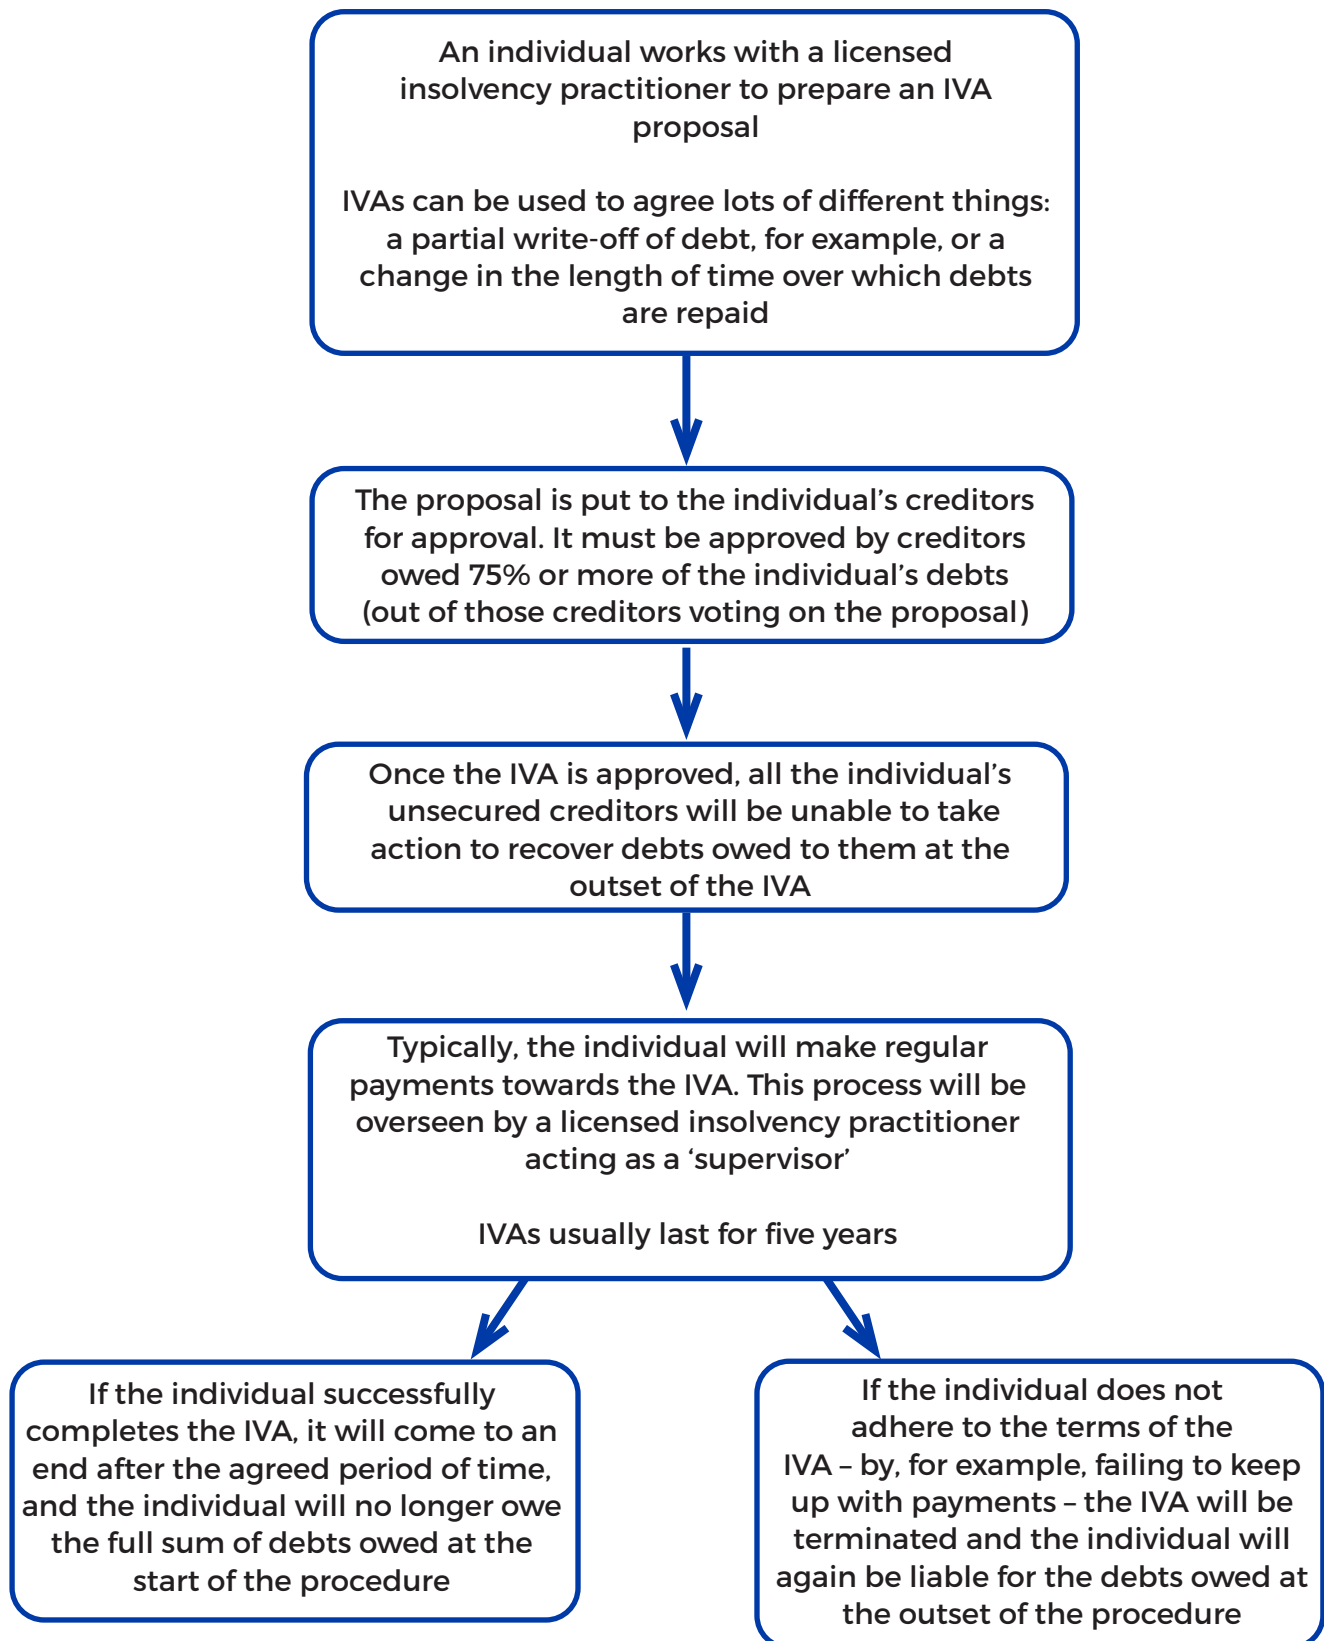 An individual works with a licensed
insolvency practitioner to prepare an IVA
proposal
IVAs can be used to agree lots of different things:
a partial write-off of debt, for example, or a
change in the length of time over which debts
are repaid
The proposal is put to the individual’s creditors
for approval. It must be approved by creditors
owed 75% or more of the individual’s debts
(out of those creditors voting on the proposal)
Once the IVA is approved, all the individual’s
unsecured creditors will be unable to take
action to recover debts owed to them at the
outset of the IVA
Typically, the individual will make regular
payments towards the IVA. This process will be
overseen by a licensed insolvency practitioner
acting as a ‘supervisor’
IVAs usually last for five years
If the individual successfully
completes the IVA, it will come to an
end after the agreed period of time,
and the individual will no longer owe
the full sum of debts owed at the
start of the procedure
If the individual does not
adhere to the terms of the
IVA – by, for example, failing to keep
up with payments – the IVA will be
terminated and the individual will
again be liable for the debts owed at
the outset of the procedure